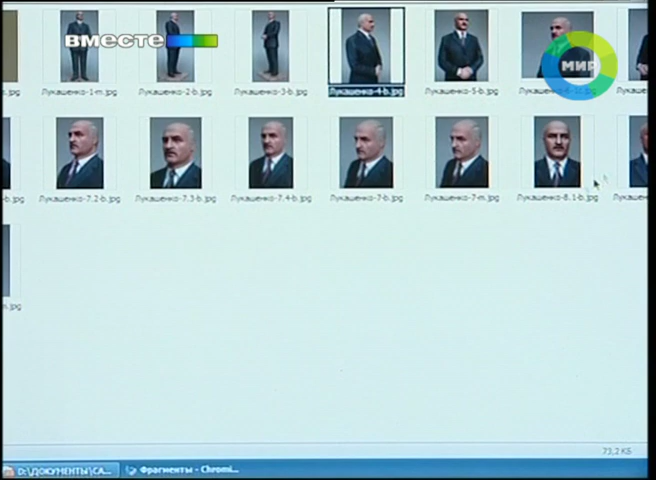 вместе
МИР
Лукашенко-1-m.jpg
Лукашенко-2-b.jpg
Лукашенко-3-b.jpg
Лукашенко-4-b.jpg
Лукашенко-5-b.jpg
Лукашенко-7.2-b.jpg
Лукашенко-7.3-b.jpg
Лукашенко-7.4-b.jpg
Лукашенко-7-b.jpg
Лукашенко-7-m.jpg
Лукашенко-8.1-b.jpg
73,2 КБ
D:\ДОКУМЕНТЫ\СА...
Фрагменты - Chromi...